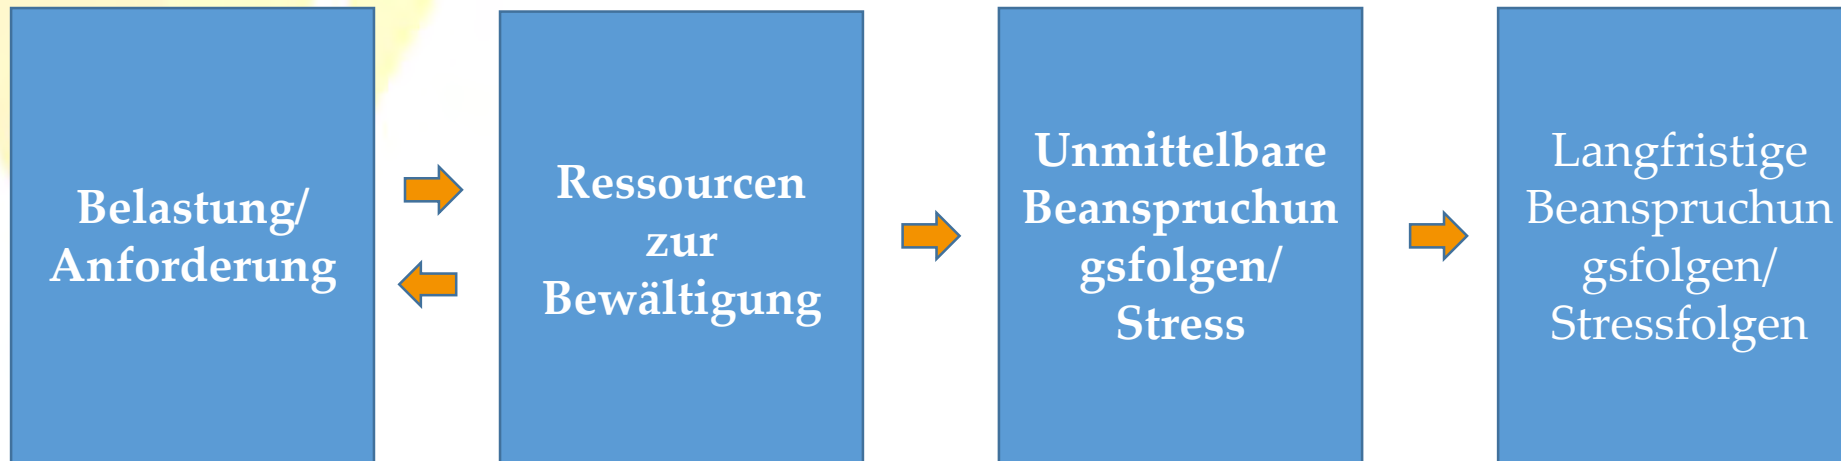 Belastung/
Anforderung
Ressourcen
zur
Bewältigung
Unmittelbare
Beanspruchun
gsfolgen/
Stress
Langfristige
Beanspruchun
gsfolgen/
Stressfolgen